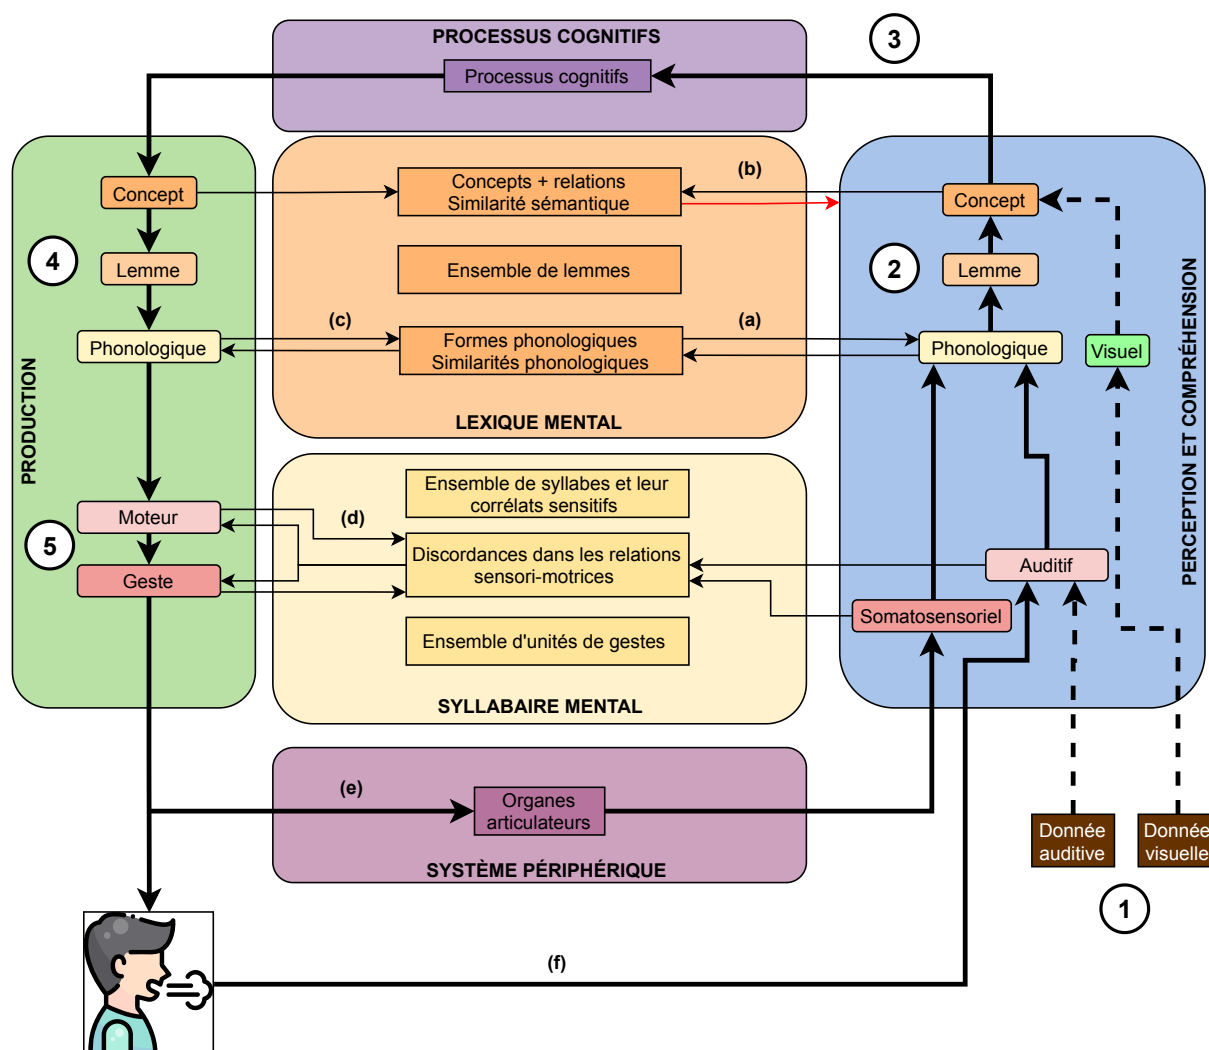 PROCESSUS COGNITIFS
Processus cognitifs
3
Concept
Concepts + relations
Similarité sémantique
(b)
Concept
4
Lemme
Ensemble de lemmes
2
Lemme
Phonologique
(c)
Formes phonologiques
Similarités phonologiques
(a)
Phonologique
Visuel
LEXIQUE MENTAL
PRODUCTION
PERCEPTION ET COMPRÉHENSION
Ensemble de syllabes et leur
corrélats sensitifs
Moteur
(d)
5
Discordances dans les relations
sensori-motrices
Auditif
Geste
Somatosensoriel
Ensemble d'unités de gestes
SYLLABAIRE MENTAL
(e)
Organes
articulateurs
SYSTÈME PÉRIPHÉRIQUE
Donnée
auditive
Donnée
visuelle
1
(f)